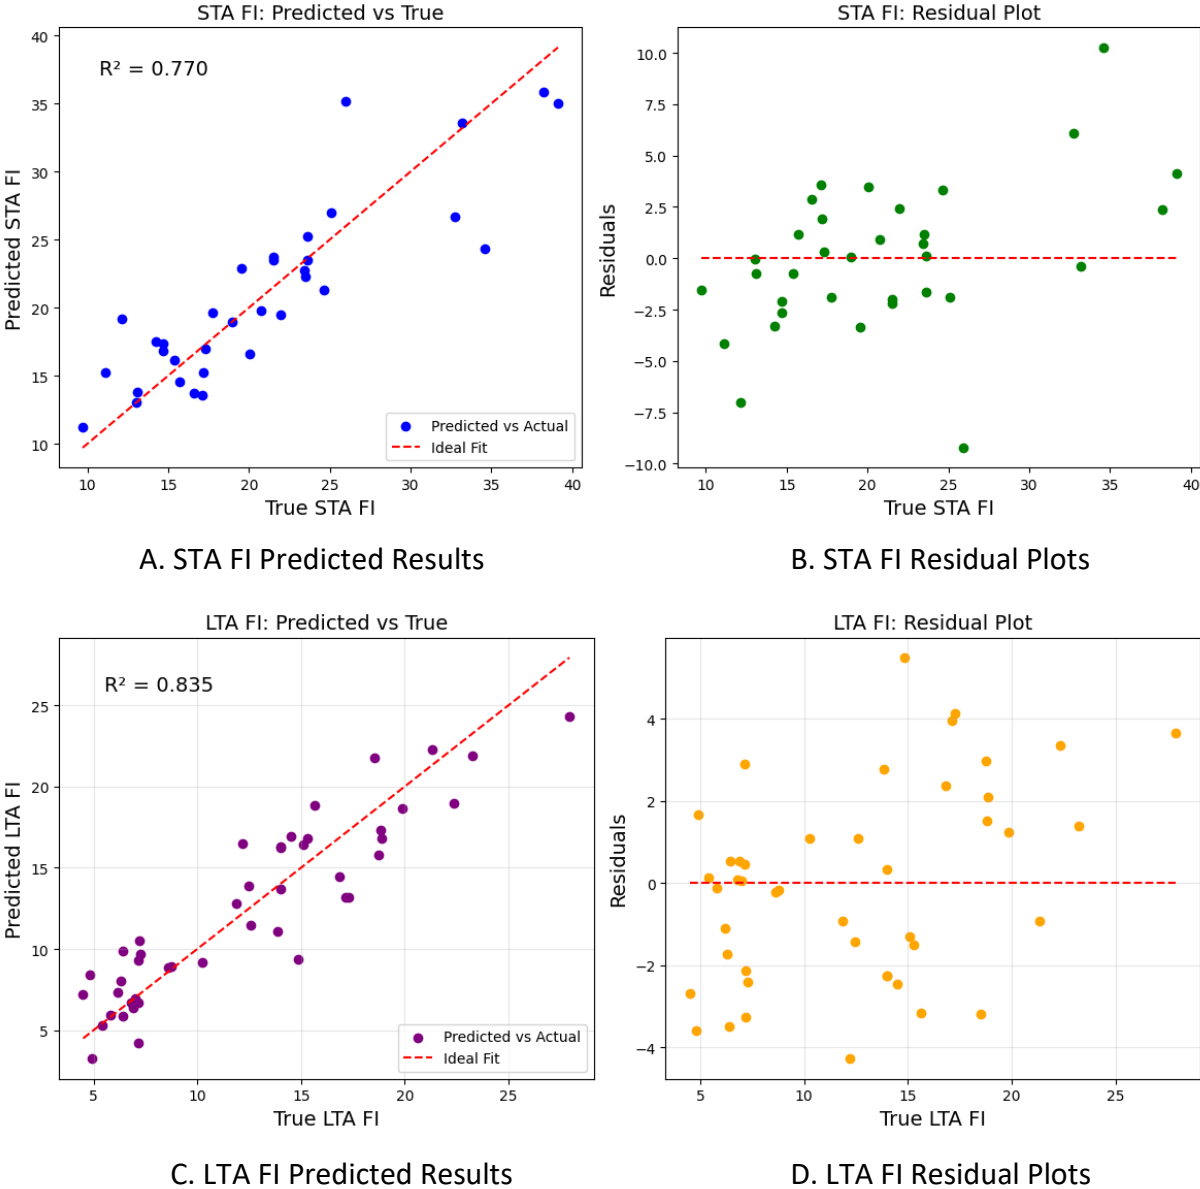 STA FI: Predicted vs True
R² = 0.770
Predicted STA FI
40
35
30
25
20
15
10
10 15 20 25 30 35 40
True STA FI
Predicted vs Actual
Ideal Fit
A. STA FI Predicted Results
STA FI: Residual Plot
Residuals
10.0
7.5
5.0
2.5
0.0
−2.5
−5.0
−7.5
−10.0
10 15 20 25 30 35 40
True STA FI
B. STA FI Residual Plots
LTA FI: Predicted vs True
R² = 0.835
Predicted LTA FI
25
20
15
10
5
5 10 15 20 25
True LTA FI
Predicted vs Actual
Ideal Fit
C. LTA FI Predicted Results
LTA FI: Residual Plot
Residuals
4
2
0
−2
−4
5 10 15 20 25
True LTA FI
D. LTA FI Residual Plots